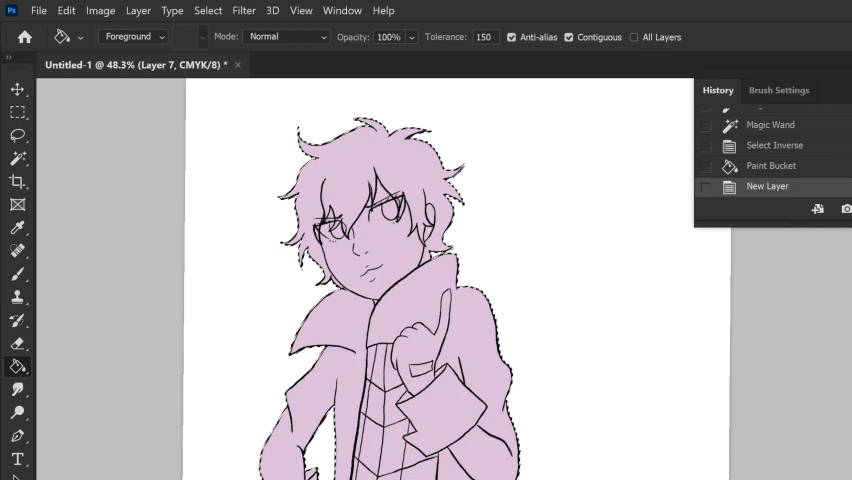 Ps File Edit Image Layer Type Select Filter 3D View Window Help
Foreground Mode: Normal Opacity: 100% Tolerance: 150 Anti-alias Contiguous All Layers
Untitled-1 @ 48.3% (Layer 7, CMYK/8) * ×
History Brush Settings
Magic Wand
Select Inverse
Paint Bucket
New Layer